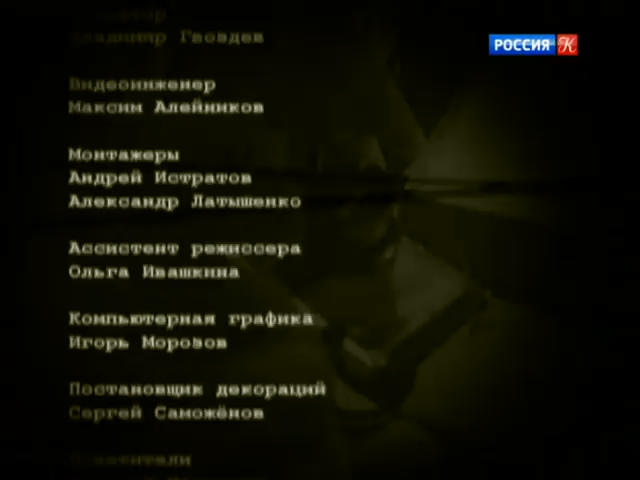 РОССИЯ К
Владимир Гвоздев
Видеоинженер
Максим Алейников
Монтажеры
Андрей Истратов
Александр Латышенко
Ассистент режиссера
Ольга Ивашкина
Компьютерная графика
Игорь Морозов
Постановщик декораций
Сергей Саможёнов